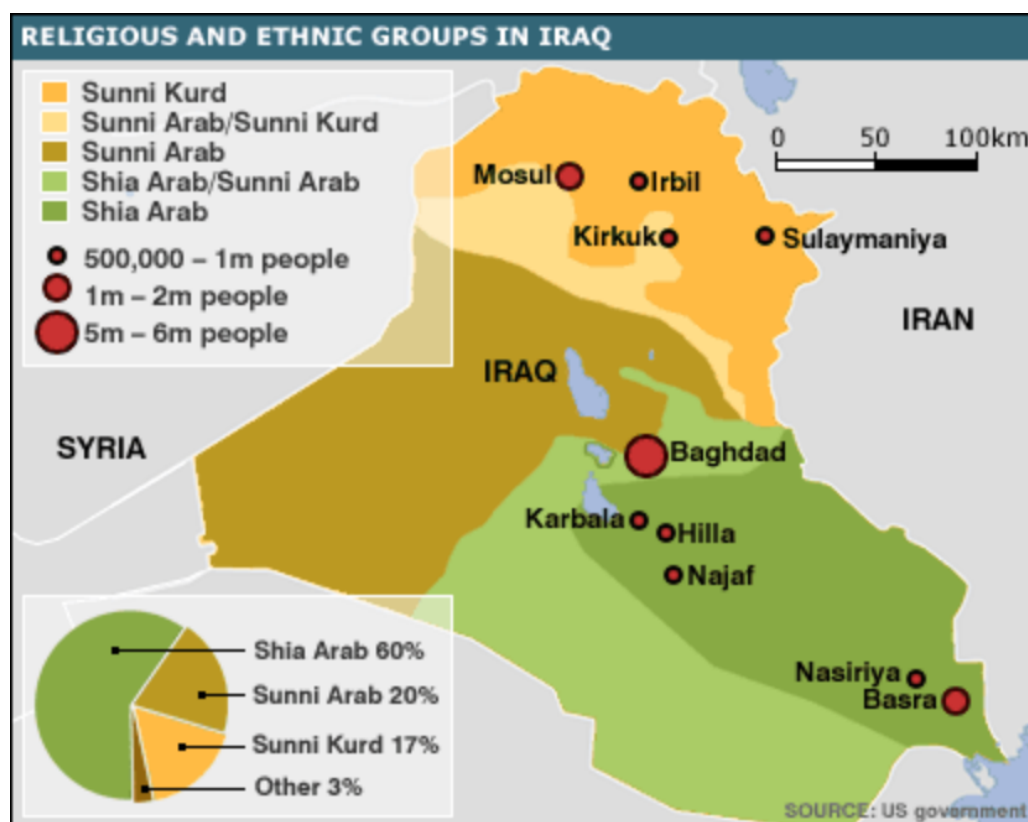 RELIGIOUS AND ETHNIC GROUPS IN IRAQ
Sunni Kurd
Sunni Arab/Sunni Kurd
Sunni Arab
Shia Arab/Sunni Arab
Shia Arab
500,000 – 1m people
1m – 2m people
5m – 6m people
0 50 100km
Mosul
Irbil
Kirkuk
Sulaymaniya
IRAN
IRAQ
SYRIA
Baghdad
Karbala
Hilla
Najaf
Nasiriya
Basra
Shia Arab 60%
Sunni Arab 20%
Sunni Kurd 17%
Other 3%
SOURCE: US government